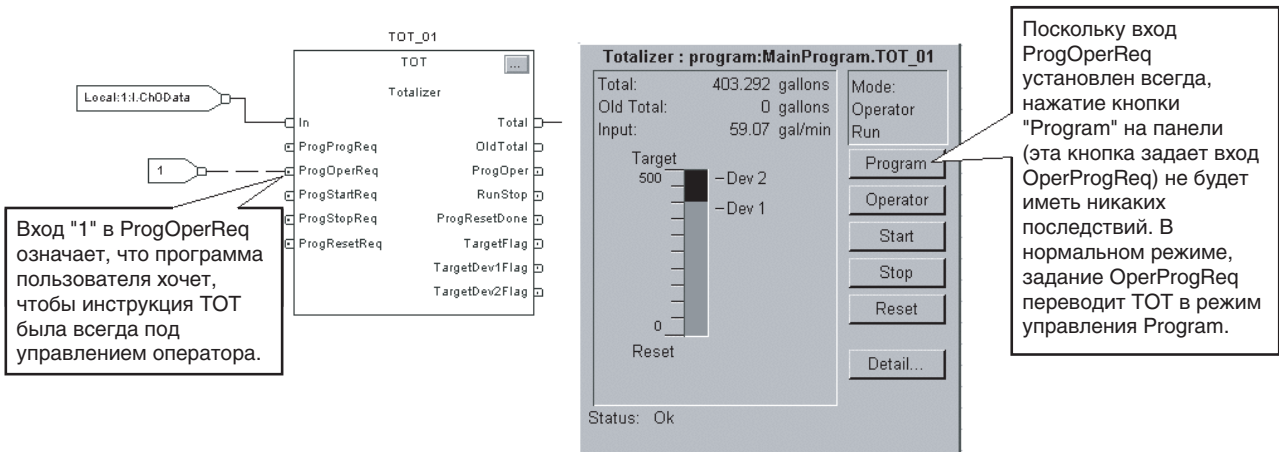 TOT_01
TOT
...
Totalizer
Local:1:I.Ch0Data
In
Total
ProgProgReq
OldTotal
1
ProgOperReq
ProgOper
ProgStartReq
RunStop
ProgStopReq
ProgResetDone
ProgResetReq
TargetFlag
TargetDev1Flag
TargetDev2Flag
Вход "1" в ProgOperReq
означает, что программа
пользователя хочет,
чтобы инструкция TOT
была всегда под
управлением оператора.
Totalizer : program:MainProgram.TOT_01
Total: 403.292 gallons
Old Total: 0 gallons
Input: 59.07 gal/min
Target
500
Dev 2
Dev 1
0
Reset
Status: Ok
Mode:
Operator
Run
Program
Operator
Start
Stop
Reset
Detail...
Поскольку вход
ProgOperReq
установлен всегда,
нажатие кнопки
"Program" на панели
(эта кнопка задает вход
OperProgReq) не будет
иметь никаких
последствий. В
нормальном режиме,
задание OperProgReq
переводит TOT в режим
управления Program.